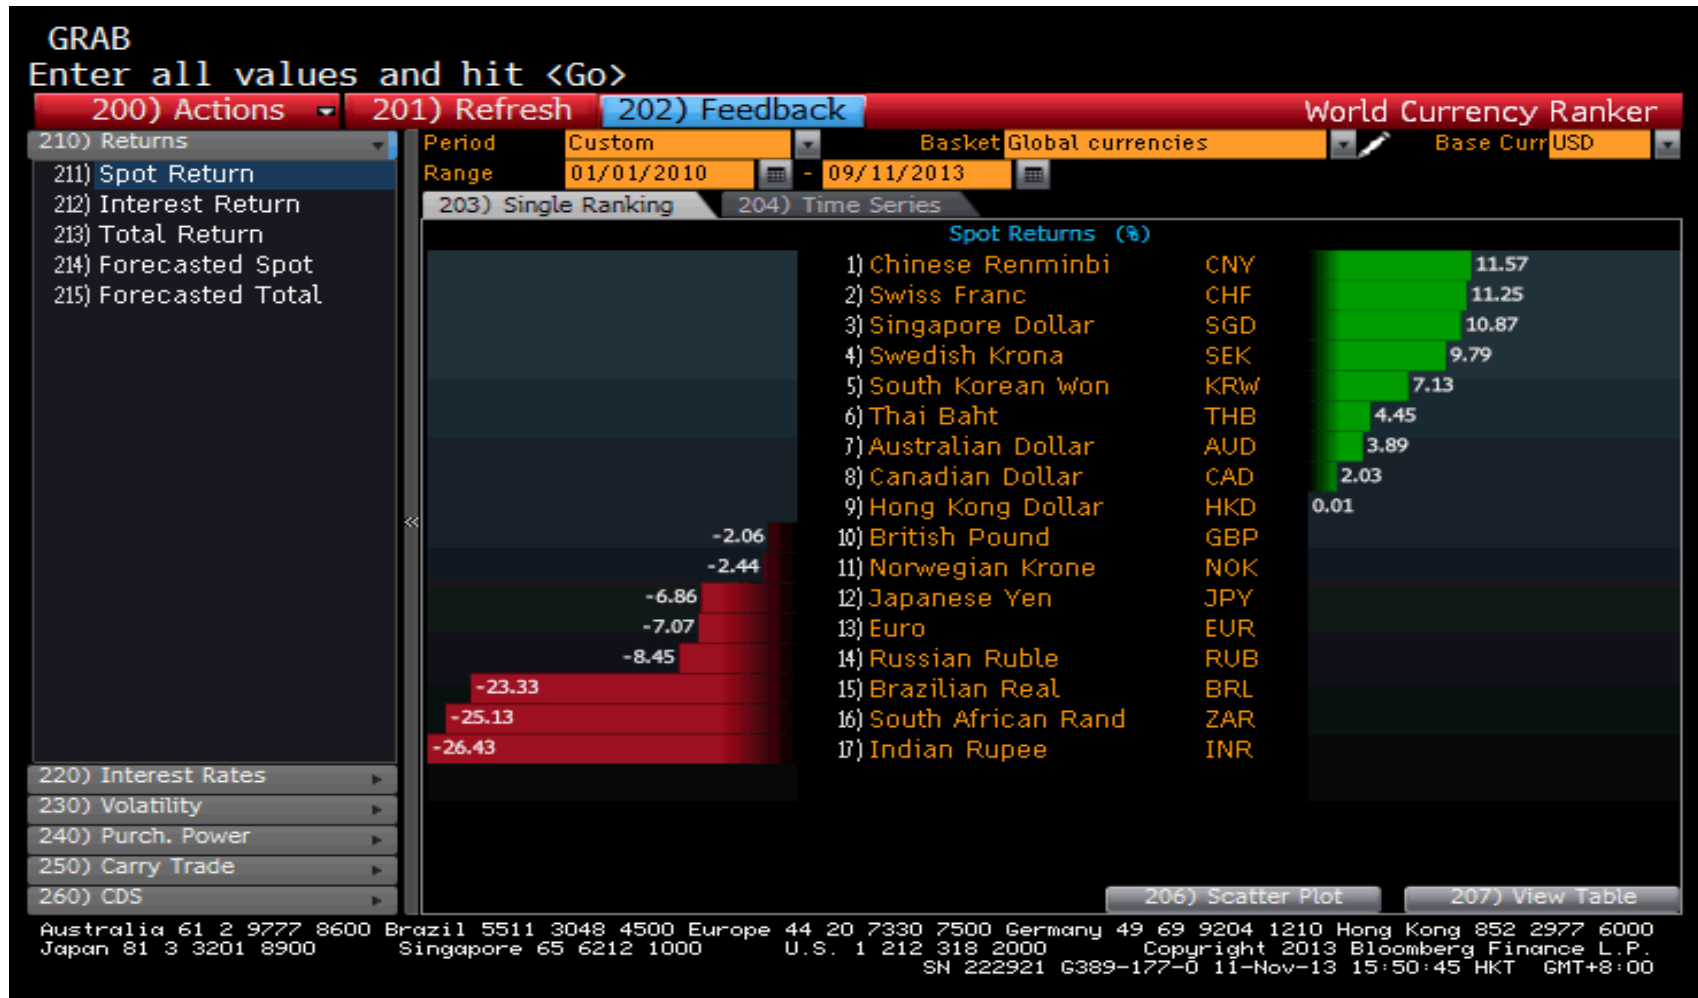 GRAB
Enter all values and hit <Go>
200) Actions 201) Refresh 202) Feedback World Currency Ranker
210) Returns Period Custom Basket Global currencies Base Curr USD
211) Spot Return Range 01/01/2010 - 09/11/2013
212) Interest Return 203) Single Ranking 204) Time Series
213) Total Return Spot Returns (%)
214) Forecasted Spot 1) Chinese Renminbi CNY 11.57
215) Forecasted Total 2) Swiss Franc CHF 11.25
3) Singapore Dollar SGD 10.87
4) Swedish Krona SEK 9.79
5) South Korean Won KRW 7.13
6) Thai Baht THB 4.45
7) Australian Dollar AUD 3.89
8) Canadian Dollar CAD 2.03
9) Hong Kong Dollar HKD 0.01
«
-2.06 10) British Pound GBP
-2.44 11) Norwegian Krone NOK
-6.86 12) Japanese Yen JPY
-7.07 13) Euro EUR
-8.45 14) Russian Ruble RUB
-23.33 15) Brazilian Real BRL
-25.13 16) South African Rand ZAR
-26.43 17) Indian Rupee INR
220) Interest Rates
230) Volatility
240) Purch. Power
250) Carry Trade
260) CDS 206) Scatter Plot 207) View Table
Australia 61 2 9777 8600 Brazil 5511 3048 4500 Europe 44 20 7330 7500 Germany 49 69 9204 1210 Hong Kong 852 2977 6000
Japan 81 3 3201 8900 Singapore 65 6212 1000 U.S. 1 212 318 2000 Copyright 2013 Bloomberg Finance L.P.
SN 222921 G389-177-0 11-Nov-13 15:50:45 HKT GMT+8:00